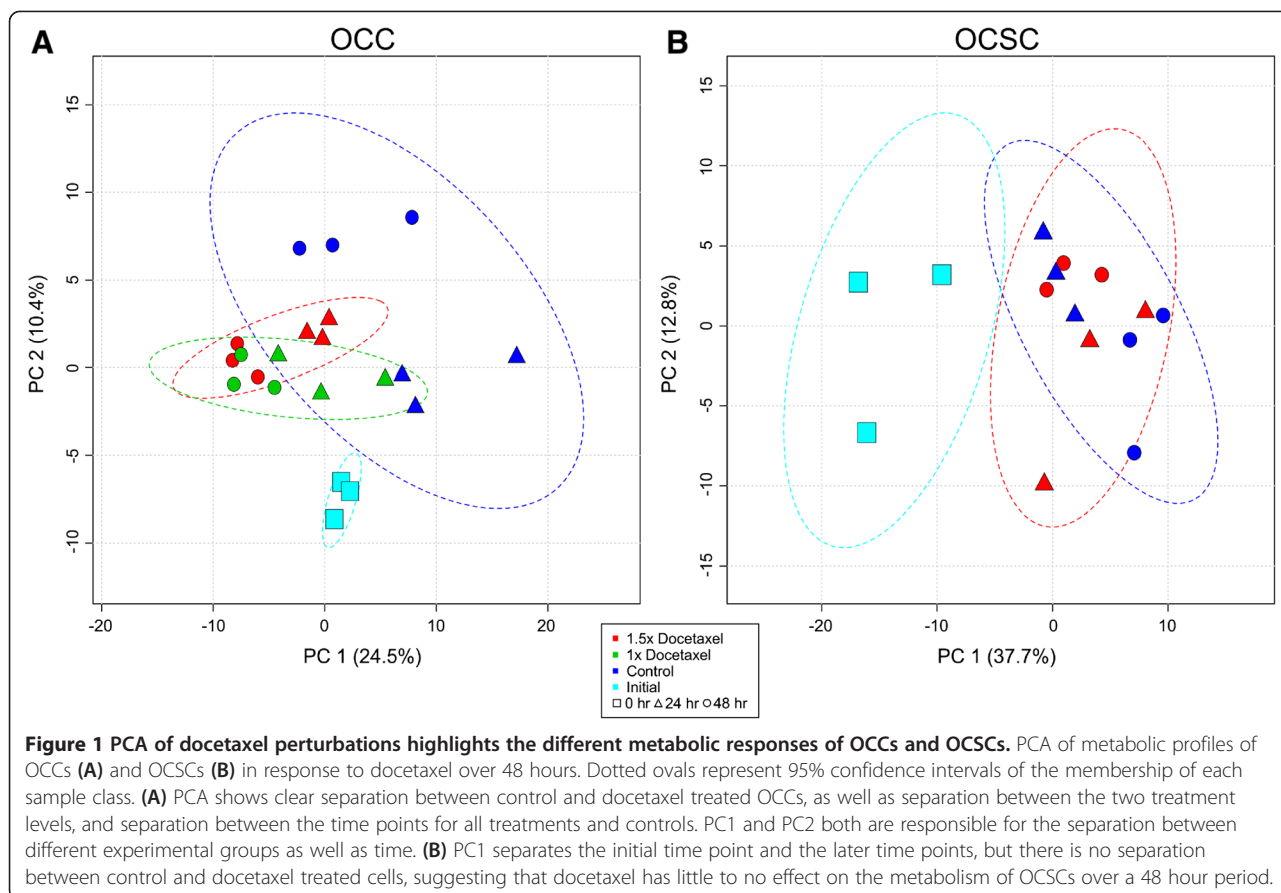 A
OCC
B
OCSC
PC 2 (10.4%)
15
10
5
0
-5
-10
-20
-10
0
10
20
PC 1 (24.5%)
PC 2 (12.8%)
15
10
5
0
-5
-10
-15
-20
-10
0
10
PC 1 (37.7%)
1.5x Docetaxel
1x Docetaxel
Control
Initial
0 hr 24 hr 48 hr
Figure 1 PCA of docetaxel perturbations highlights the different metabolic responses of OCCs and OCSCs. PCA of metabolic profiles of
OCCs (A) and OCSCs (B) in response to docetaxel over 48 hours. Dotted ovals represent 95% confidence intervals of the membership of each
sample class. (A) PCA shows clear separation between control and docetaxel treated OCCs, as well as separation between the two treatment
levels, and separation between the time points for all treatments and controls. PC1 and PC2 both are responsible for the separation between
different experimental groups as well as time. (B) PC1 separates the initial time point and the later time points, but there is no separation
between control and docetaxel treated cells, suggesting that docetaxel has little to no effect on the metabolism of OCSCs over a 48 hour period.